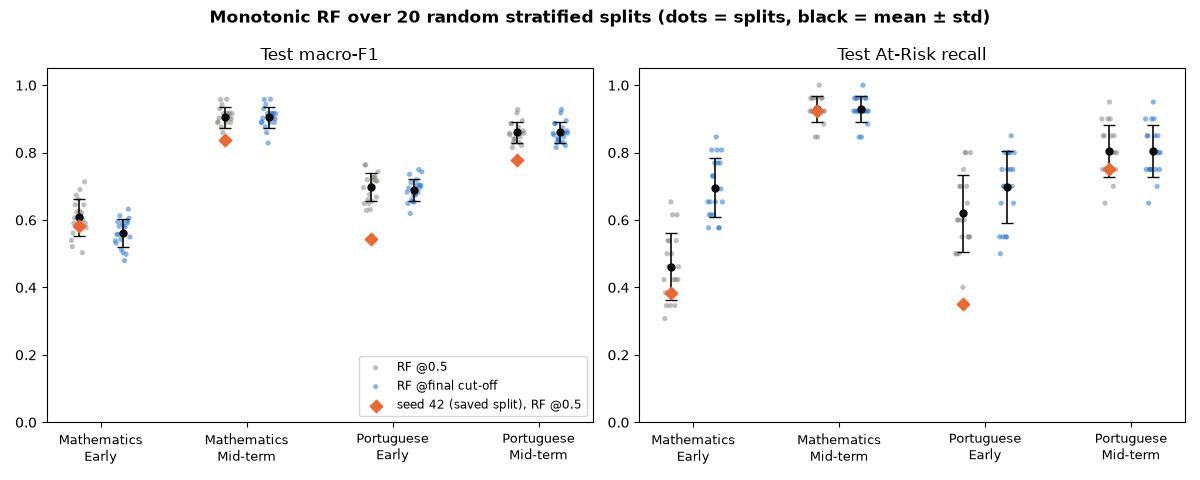 Monotonic RF over 20 random stratified splits (dots = splits, black = mean ± std)
Test macro-F1
1.0
0.8
0.6
0.4
0.2
0.0
RF @0.5
RF @final cut-off
seed 42 (saved split), RF @0.5
Mathematics
Early
Mathematics
Mid-term
Portuguese
Early
Portuguese
Mid-term
Test At-Risk recall
1.0
0.8
0.6
0.4
0.2
0.0
Mathematics
Early
Mathematics
Mid-term
Portuguese
Early
Portuguese
Mid-term